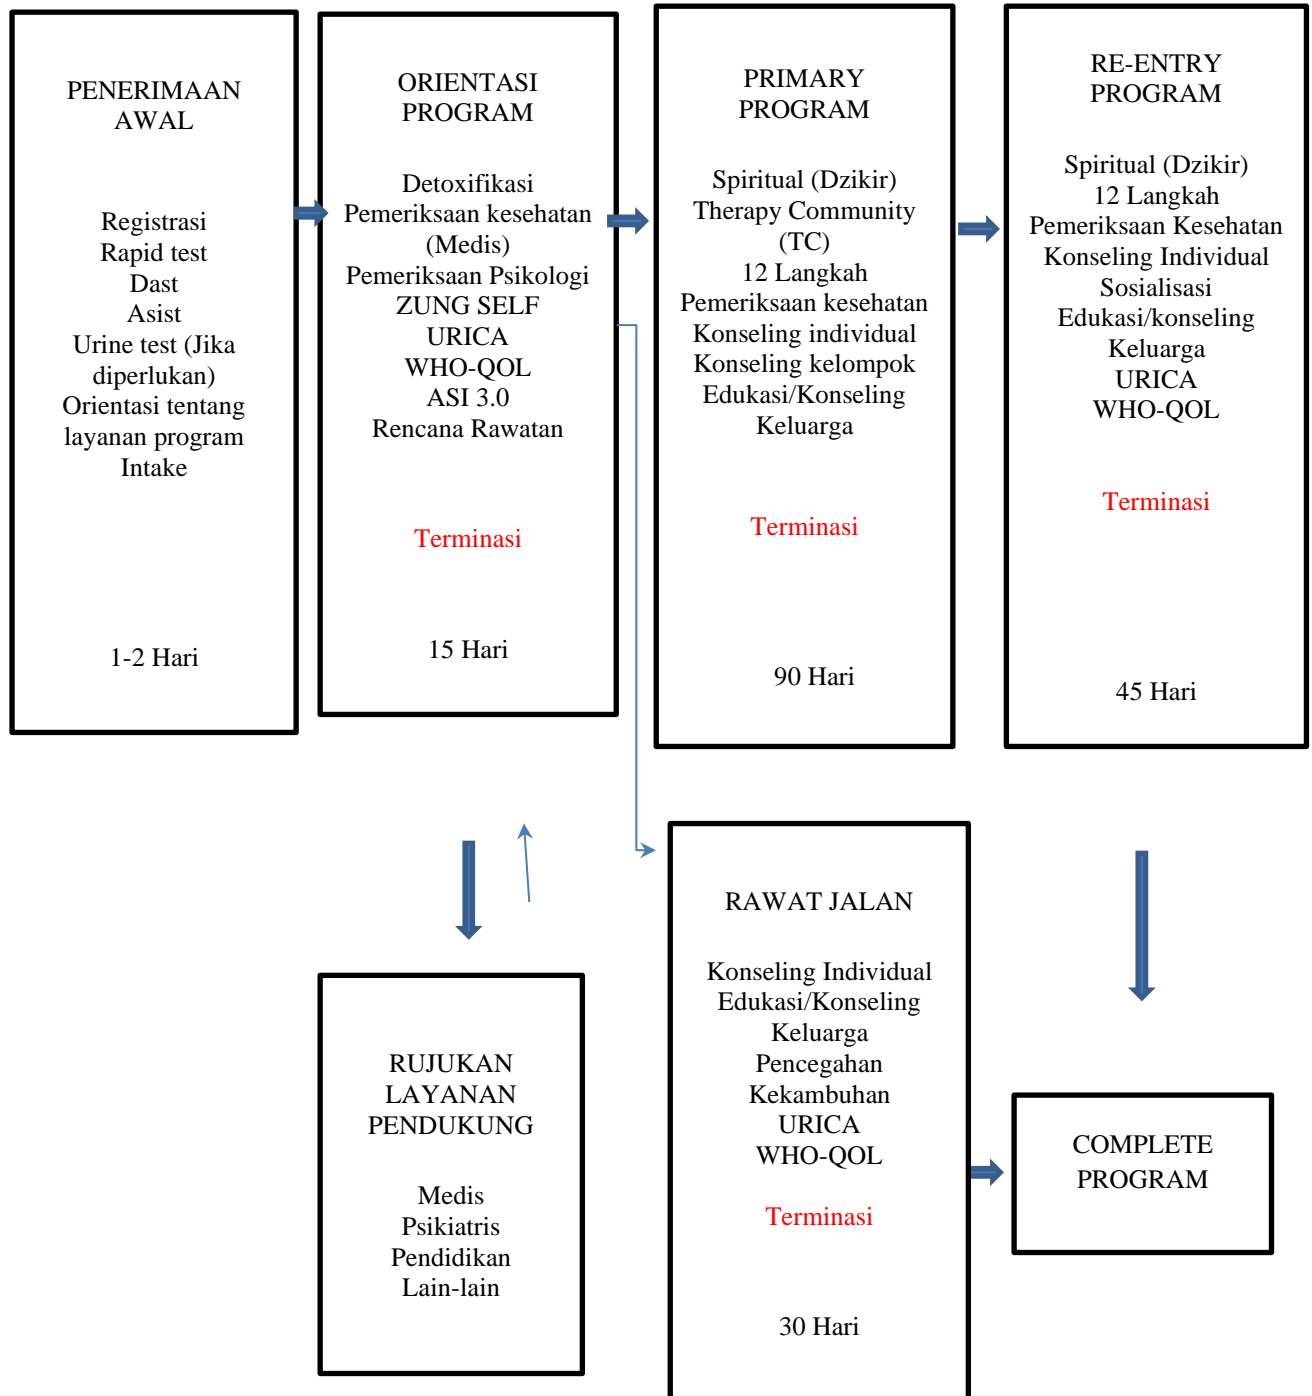 PENERIMAAN
AWAL
Registrasi
Rapid test
Dast
Asist
Urine test (Jika
diperlukan)
Orientasi tentang
layanan program
Intake
1-2 Hari
ORIENTASI
PROGRAM
Detoxifikasi
Pemeriksaan kesehatan
(Medis)
Pemeriksaan Psikologi
ZUNG SELF
URICA
WHO-QOL
ASI 3.0
Rencana Rawatan
Terminasi
15 Hari
PRIMARY
PROGRAM
Spiritual (Dzikir)
Therapy Community
(TC)
12 Langkah
Pemeriksaan kesehatan
Konseling individual
Konseling kelompok
Edukasi/Konseling
Keluarga
Terminasi
90 Hari
RE-ENTRY
PROGRAM
Spiritual (Dzikir)
12 Langkah
Pemeriksaan Kesehatan
Konseling Individual
Sosialisasi
Edukasi/konseling
Keluarga
URICA
WHO-QOL
Terminasi
45 Hari
RUJUKAN
LAYANAN
PENDUKUNG
Medis
Psikiatris
Pendidikan
Lain-lain
RAWAT JALAN
Konseling Individual
Edukasi/Konseling
Keluarga
Pencegahan
Kekambuhan
URICA
WHO-QOL
Terminasi
30 Hari
COMPLETE
PROGRAM